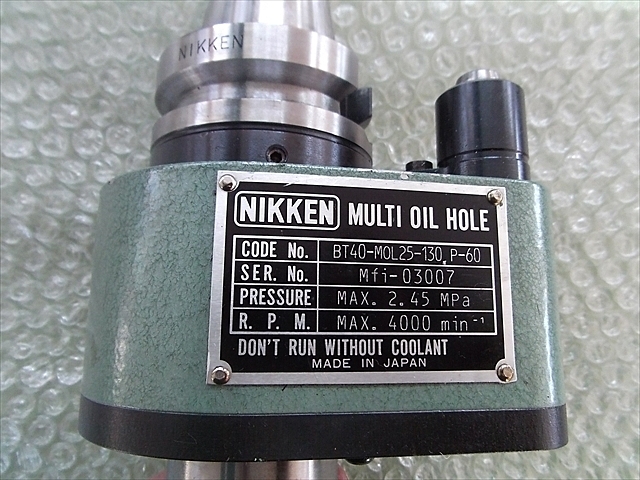 NIKKEN
NIKKEN MULTI OIL HOLE
CODE No. BT40-MOL25-130, P-60
SER. No. Mfi-03007
PRESSURE MAX. 2.45 MPa
R. P. M. MAX. 4000 min⁻¹
DON'T RUN WITHOUT COOLANT
MADE IN JAPAN